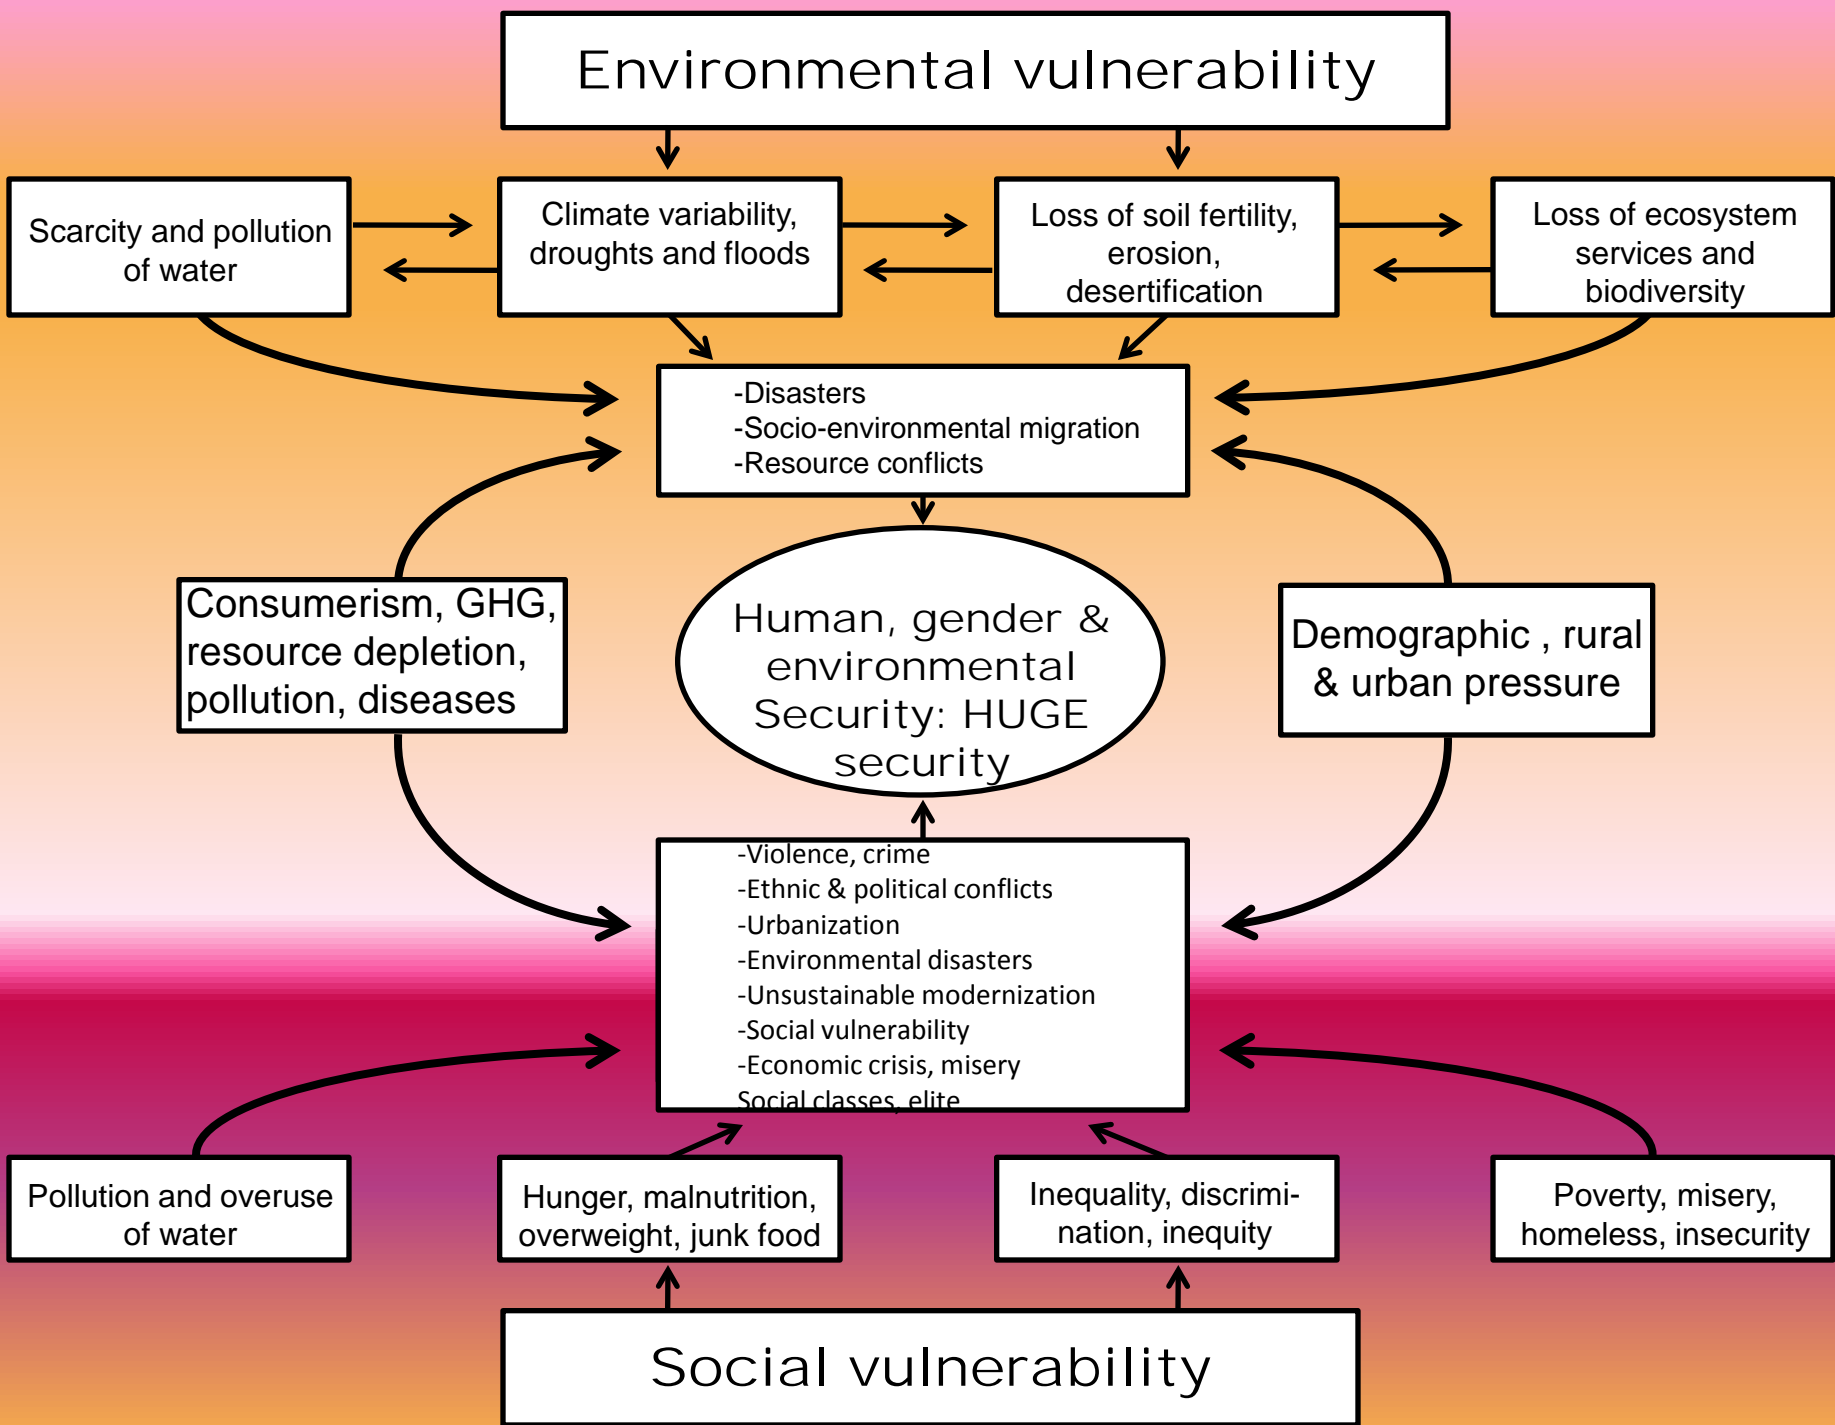 Environmental vulnerability
Scarcity and pollution
of water
Climate variability,
droughts and floods
Loss of soil fertility,
erosion,
desertification
Loss of ecosystem
services and
biodiversity
-Disasters
-Socio-environmental migration
-Resource conflicts
Consumerism, GHG,
resource depletion,
pollution, diseases
Human, gender &
environmental
Security: HUGE
security
Demographic , rural
& urban pressure
-Violence, crime
-Ethnic & political conflicts
-Urbanization
-Environmental disasters
-Unsustainable modernization
-Social vulnerability
-Economic crisis, misery
Social classes, elite
Pollution and overuse
of water
Hunger, malnutrition,
overweight, junk food
Inequality, discrimi-
nation, inequity
Poverty, misery,
homeless, insecurity
Social vulnerability